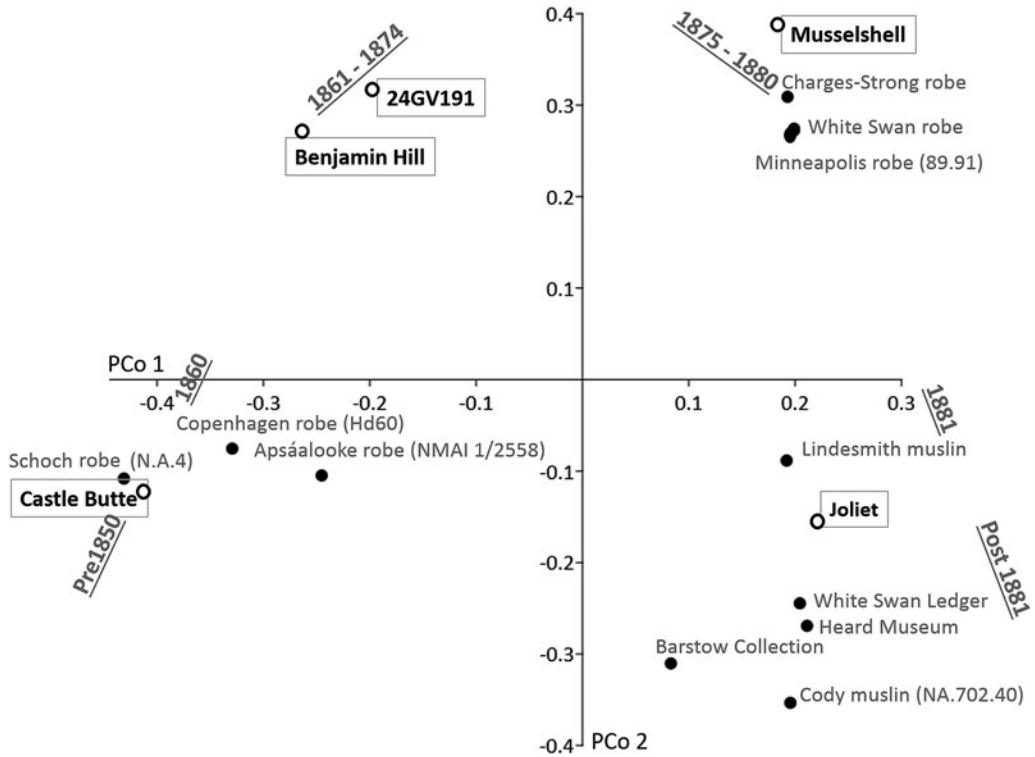 0.4
Musselshell
1875 - 1880
1861 - 1874
Charges-Strong robe
24GV191
0.3
White Swan robe
Benjamin Hill
Minneapolis robe (89.91)
0.2
0.1
PCo 1
1860
-0.4
-0.3
-0.2
-0.1
0.1
0.2
0.3
1881
Copenhagen robe (Hd60)
Schoch robe (N.A.4)
Apsáalooke robe (NMAI 1/2558)
-0.1
Lindesmith muslin
Castle Butte
Joliet
Pre1850
Post 1881
-0.2
White Swan Ledger
Heard Museum
Barstow Collection
-0.3
Cody muslin (NA.702.40)
-0.4
PCo 2